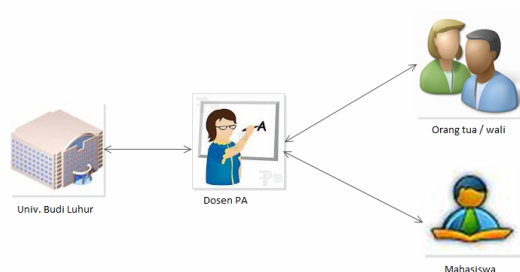 Orang tua / wali
A
Dosen PA
Univ. Budi Luhur
Mahasiswa